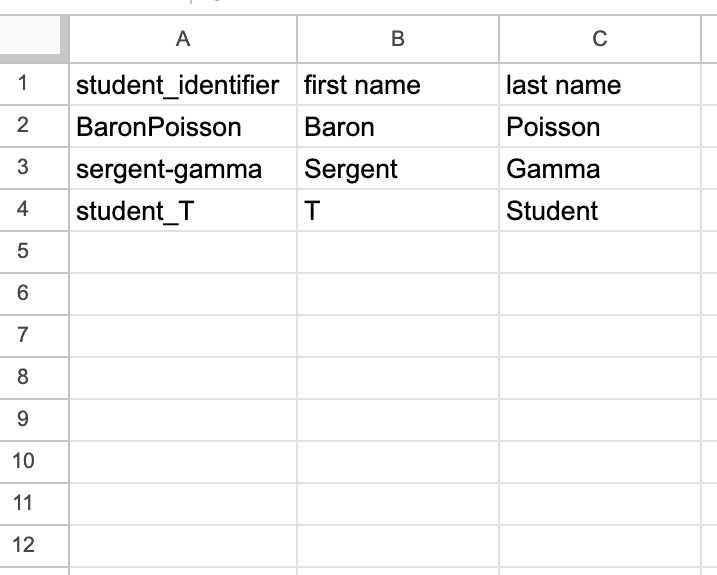 A B C
1 student_identifier first name last name
2 BaronPoisson Baron Poisson
3 sergent-gamma Sergent Gamma
4 student_T T Student
5
6
7
8
9
10
11
12